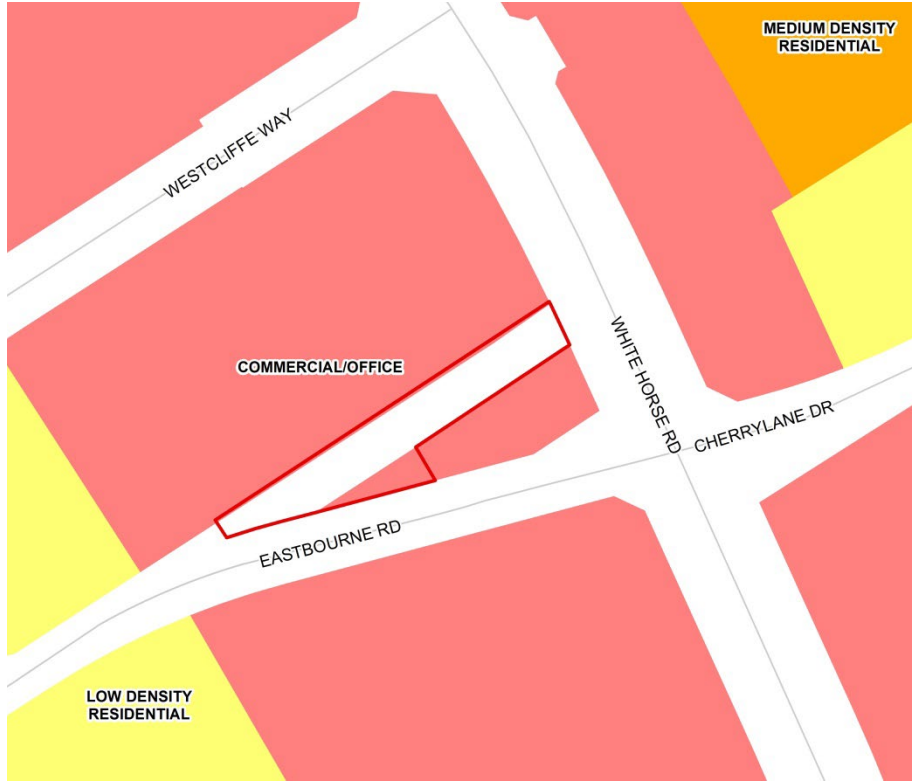 MEDIUM DENSITY
RESIDENTIAL
WESTCLIFFE WAY
COMMERCIAL/OFFICE
WHITE HORSE RD
CHERRYLANE DR
EASTBOURNE RD
LOW DENSITY
RESIDENTIAL